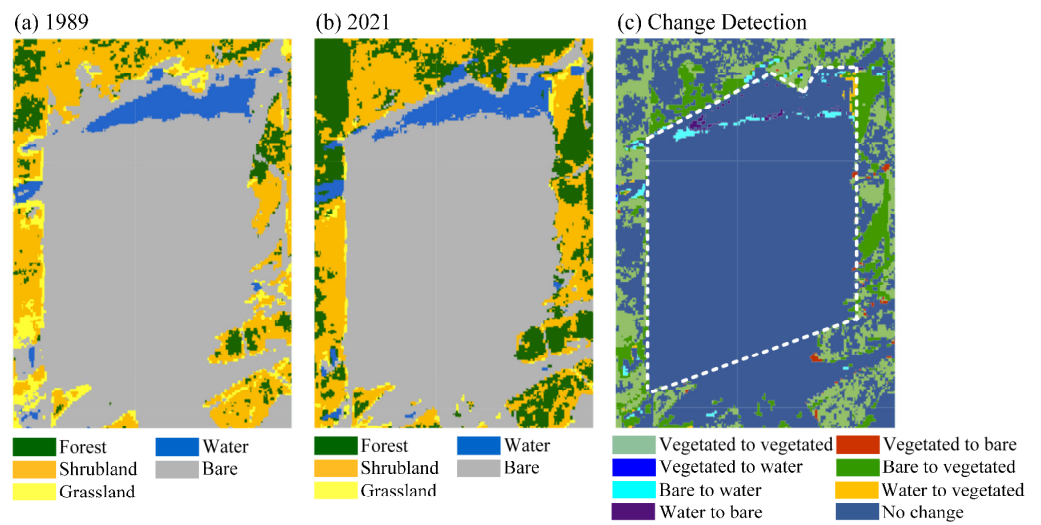 (a) 1989
(b) 2021
(c) Change Detection
Forest
Water
Shrubland
Bare
Grassland
Forest
Water
Shrubland
Bare
Grassland
Vegetated to vegetated
Vegetated to bare
Vegetated to water
Bare to vegetated
Bare to water
Water to vegetated
Water to bare
No change